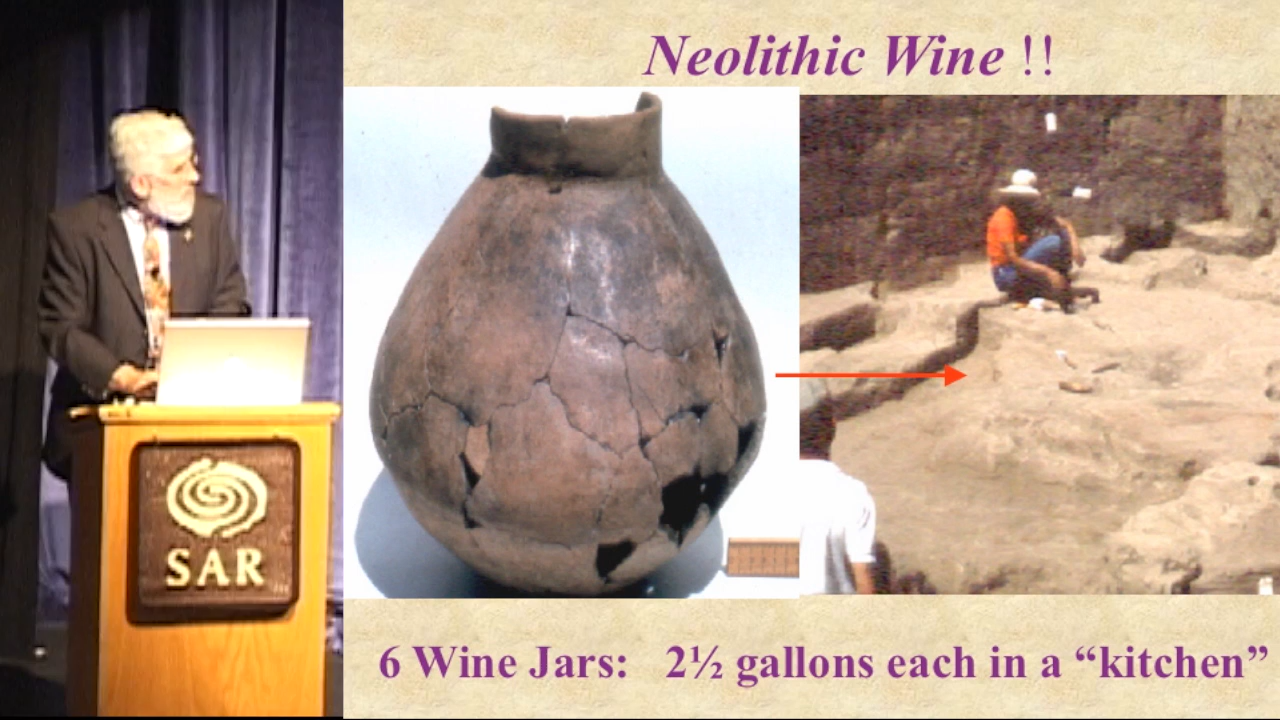 Neolithic Wine !!
6 Wine Jars: 2½ gallons each in a “kitchen”
SAR